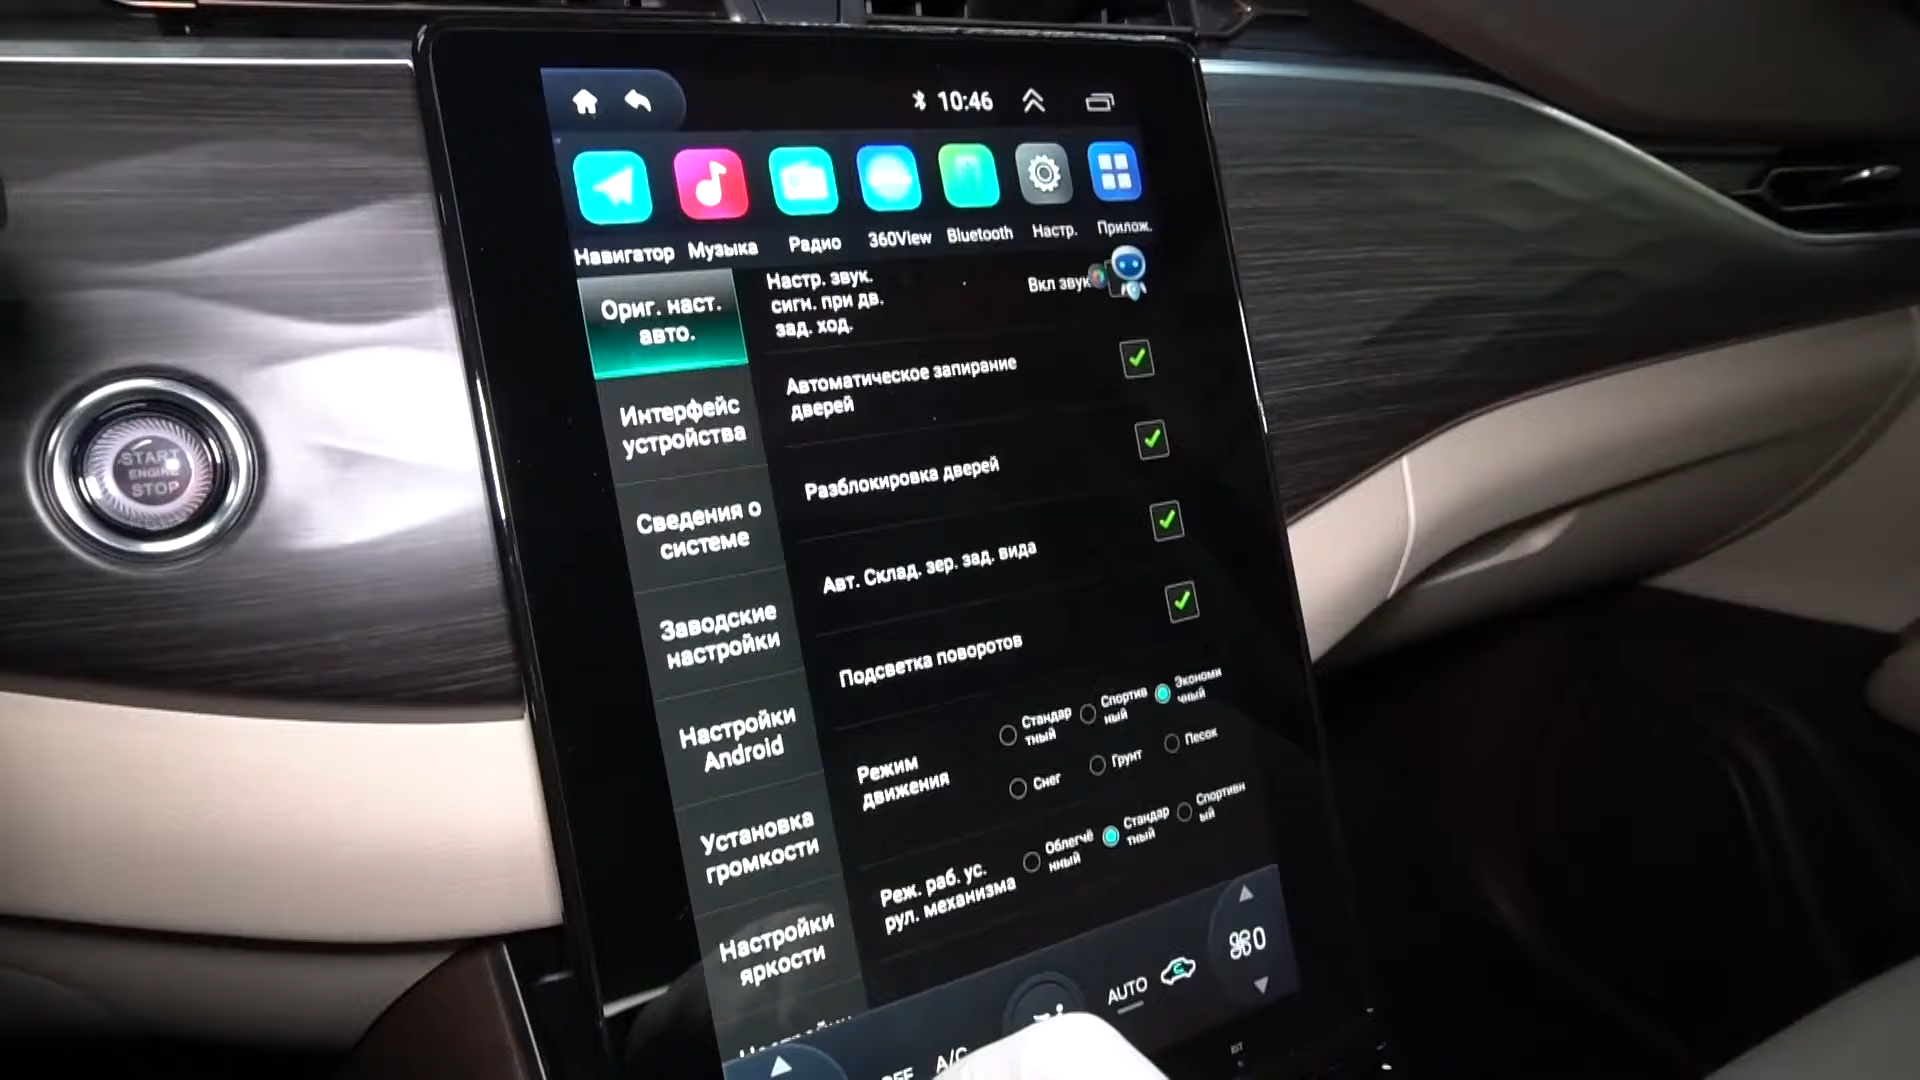 10:46
Навигатор Музыка Радио 360View Bluetooth Настр. Прилож.
Ориг. наст.
авто.
Интерфейс
устройства
Сведения о
системе
Заводские
настройки
Настройки
Android
Установка
громкости
Настройки
яркости
Настр. звук.
сигн. при дв.
зад. ход.
Вкл звук
Автоматическое запирание
дверей
Разблокировка дверей
Авт. Склад. зер. зад. вида
Подсветка поворотов
Режим
движения
Стандар
тный
Спортив
ный
Экономи
чный
Снег
Грунт
Песок
Реж. раб. ус.
рул. механизма
Облегчё
нный
Стандар
тный
Спортивн
ый
A/C
AUTO
0
START
ENGINE
STOP